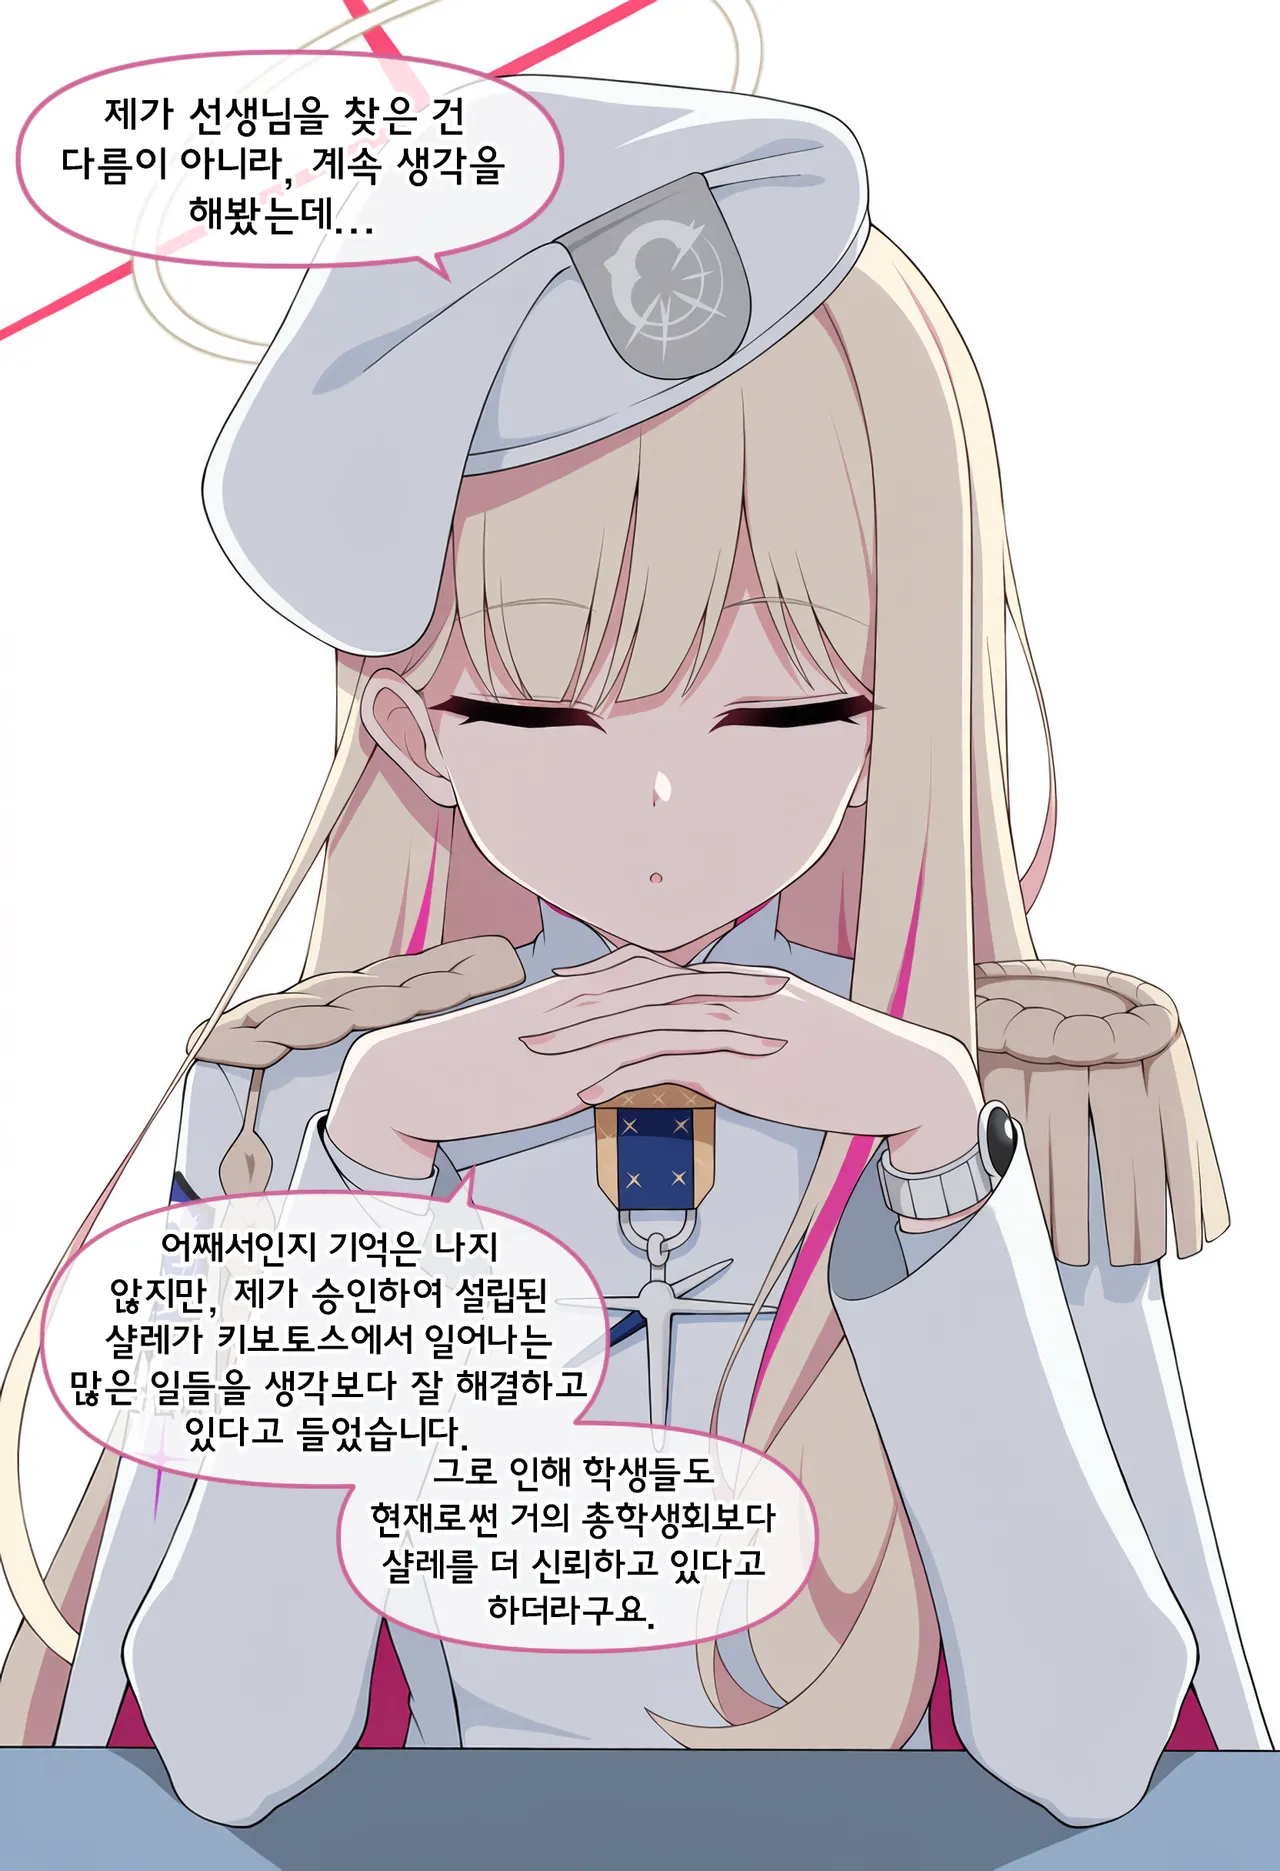 제가 선생님을 찾은 건
다름이 아니라, 계속 생각을
해봤는데...
어째서인지 기억은 나지
않지만, 제가 승인하여 설립된
샬레가 키보토스에서 일어나는
많은 일들을 생각보다 잘 해결하고
있다고 들었습니다.
그로 인해 학생들도
현재로썬 거의 총학생회보다
샬레를 더 신뢰하고 있다고
하더라구요.